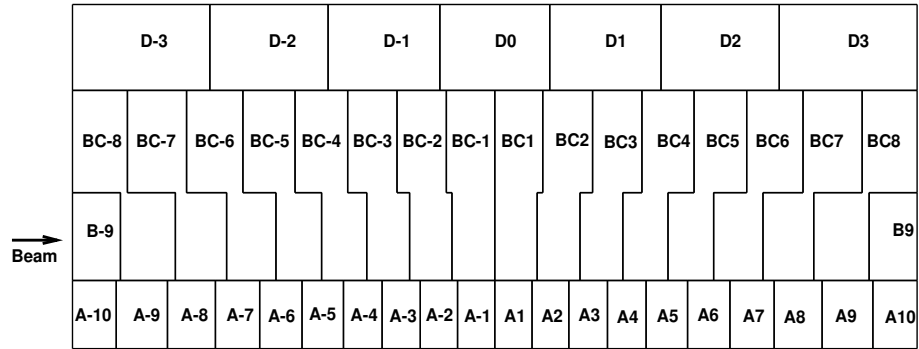 D-3 D-2 D-1 D0 D1 D2 D3
BC-8 BC-7 BC-6 BC-5 BC-4 BC-3 BC-2 BC-1 BC1 BC2 BC3 BC4 BC5 BC6 BC7 BC8
B-9 B9
Beam
A-10 A-9 A-8 A-7 A-6 A-5 A-4 A-3 A-2 A-1 A1 A2 A3 A4 A5 A6 A7 A8 A9 A10